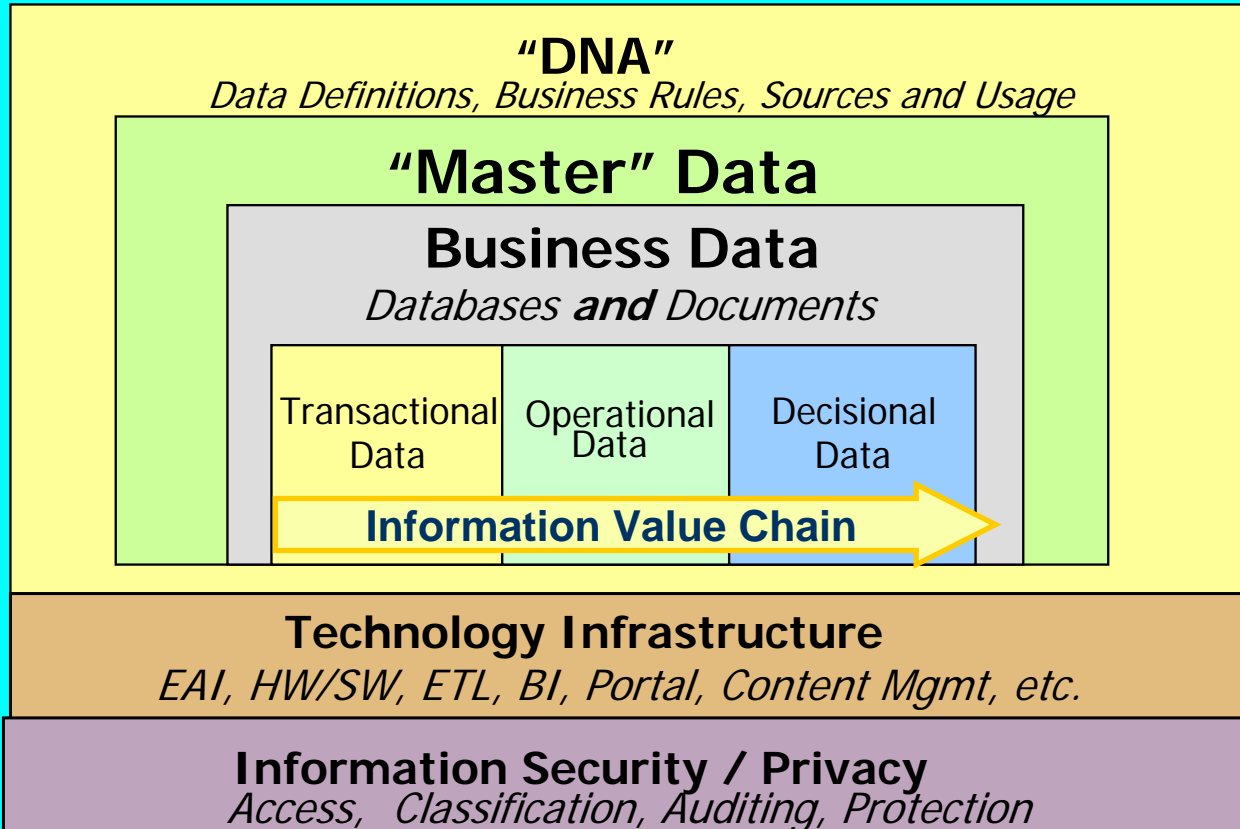 “DNA”
Data Definitions, Business Rules, Sources and Usage
“Master” Data
Business Data
Databases and Documents
Transactional
Data
Operational
Data
Decisional
Data
Information Value Chain
Technology Infrastructure
EAI, HW/SW, ETL, BI, Portal, Content Mgmt, etc.
Information Security / Privacy
Access, Classification, Auditing, Protection